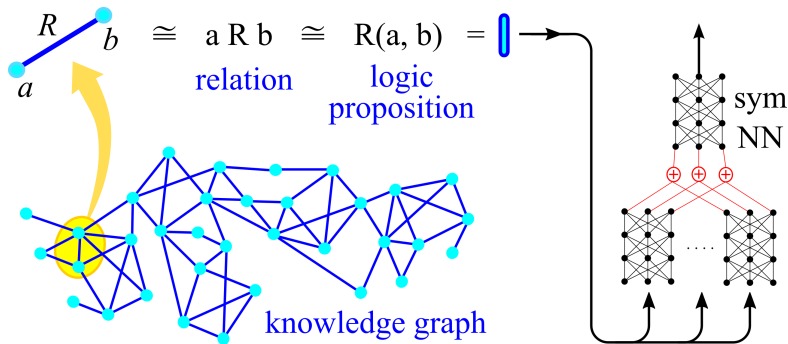 R
a
b
≅ a R b ≅ R(a, b) =
relation
logic
proposition
knowledge graph
sym
NN
+ + +
. . . .